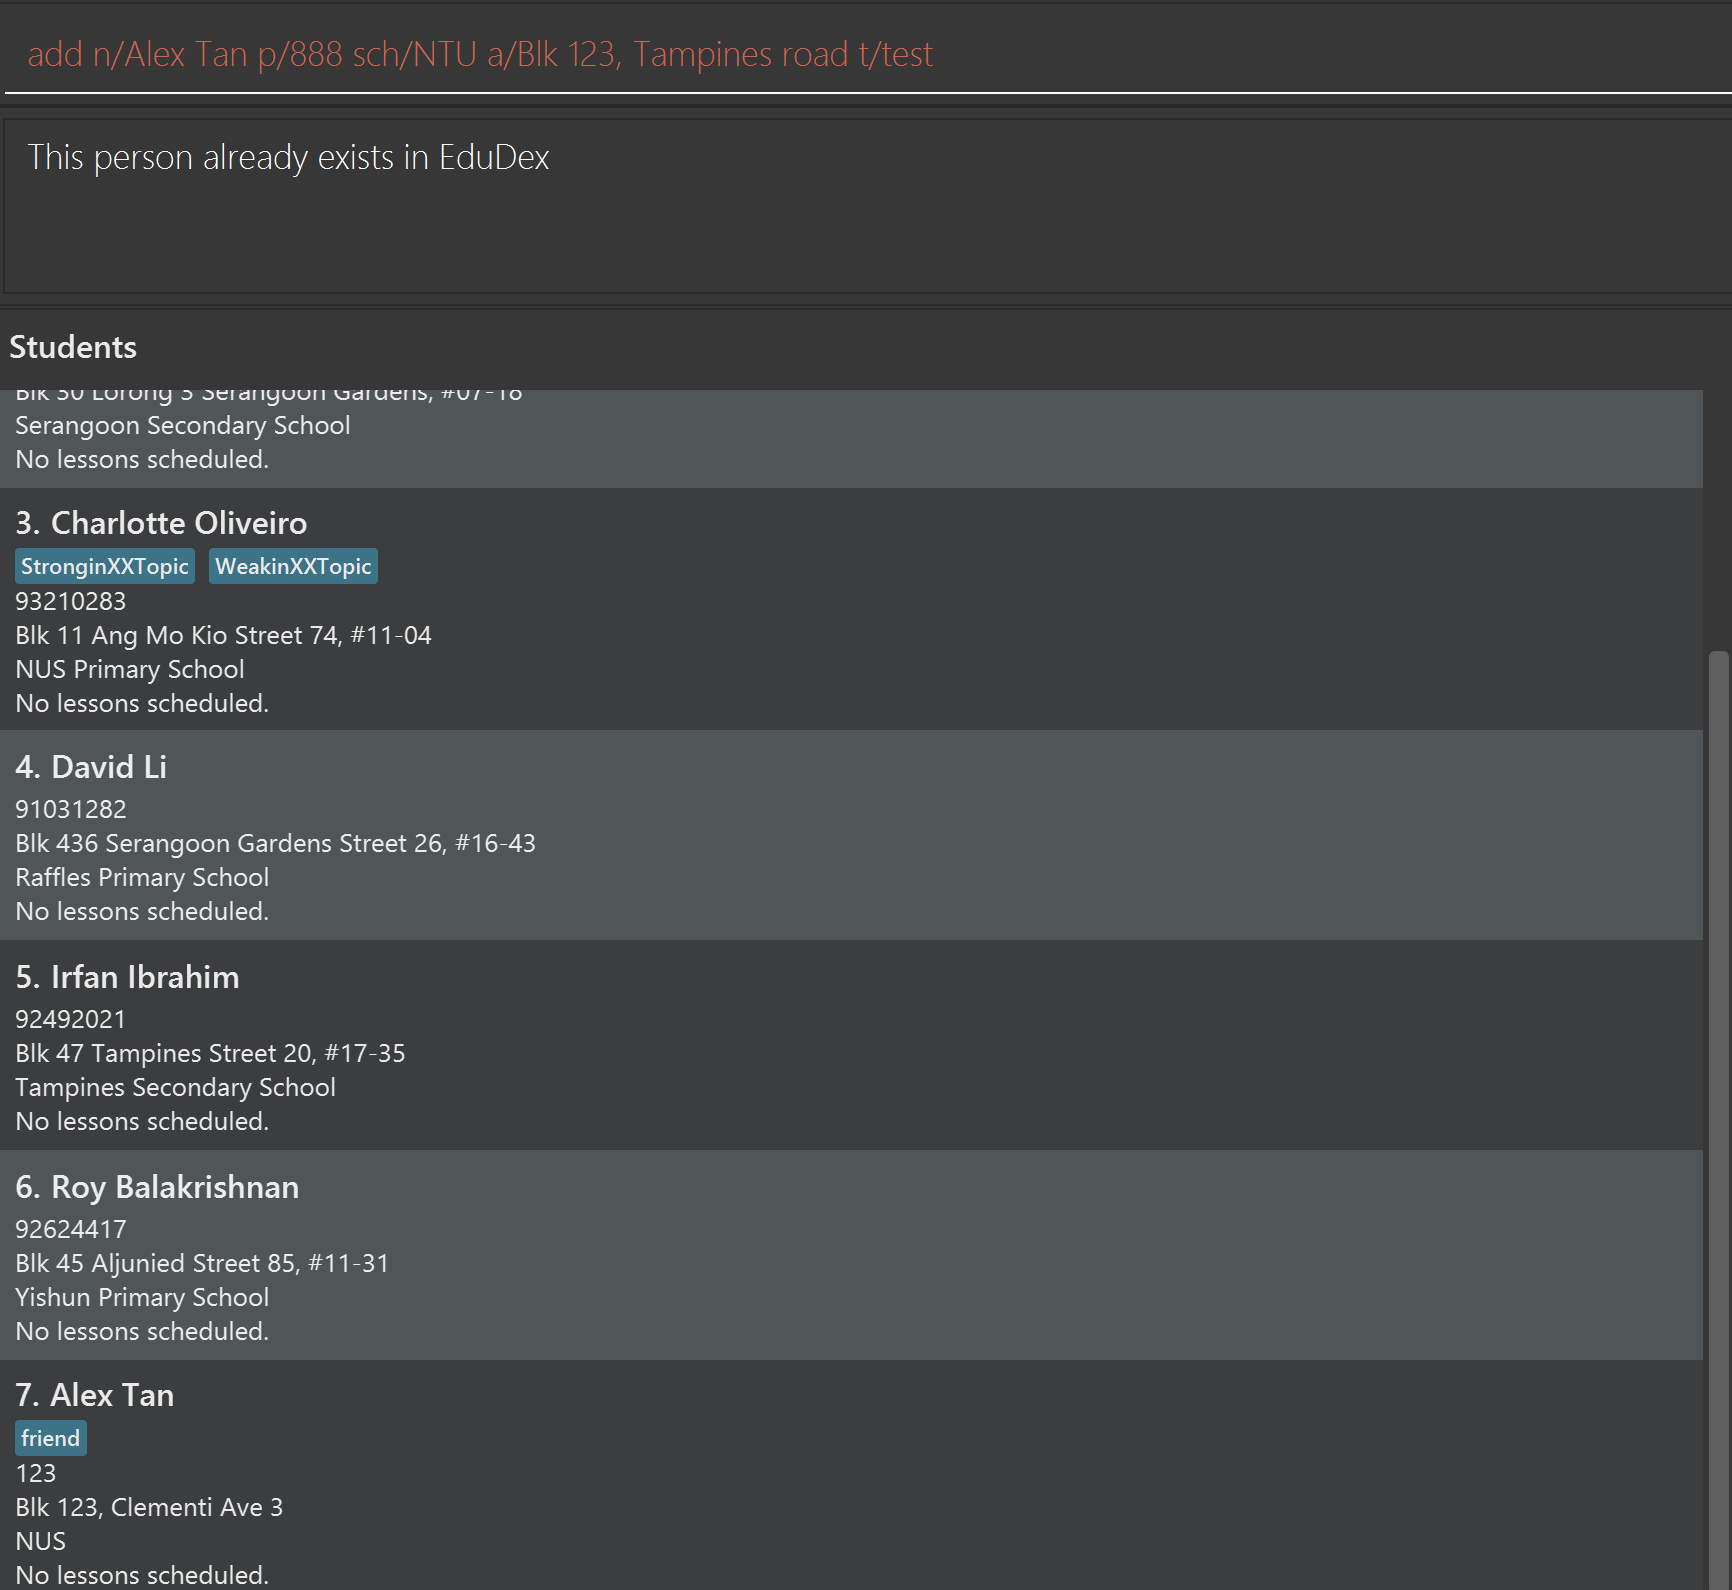 add n/Alex Tan p/888 sch/NTU a/Blk 123, Tampines road t/test
This person already exists in EduDex
Students
Blk 30 Lorong 3 Serangoon Gardens, #07-18
Serangoon Secondary School
No lessons scheduled.
3. Charlotte Oliveiro
StronginXXTopic WeakinXXTopic
93210283
Blk 11 Ang Mo Kio Street 74, #11-04
NUS Primary School
No lessons scheduled.
4. David Li
91031282
Blk 436 Serangoon Gardens Street 26, #16-43
Raffles Primary School
No lessons scheduled.
5. Irfan Ibrahim
92492021
Blk 47 Tampines Street 20, #17-35
Tampines Secondary School
No lessons scheduled.
6. Roy Balakrishnan
92624417
Blk 45 Aljunied Street 85, #11-31
Yishun Primary School
No lessons scheduled.
7. Alex Tan
friend
123
Blk 123, Clementi Ave 3
NUS
No lessons scheduled.